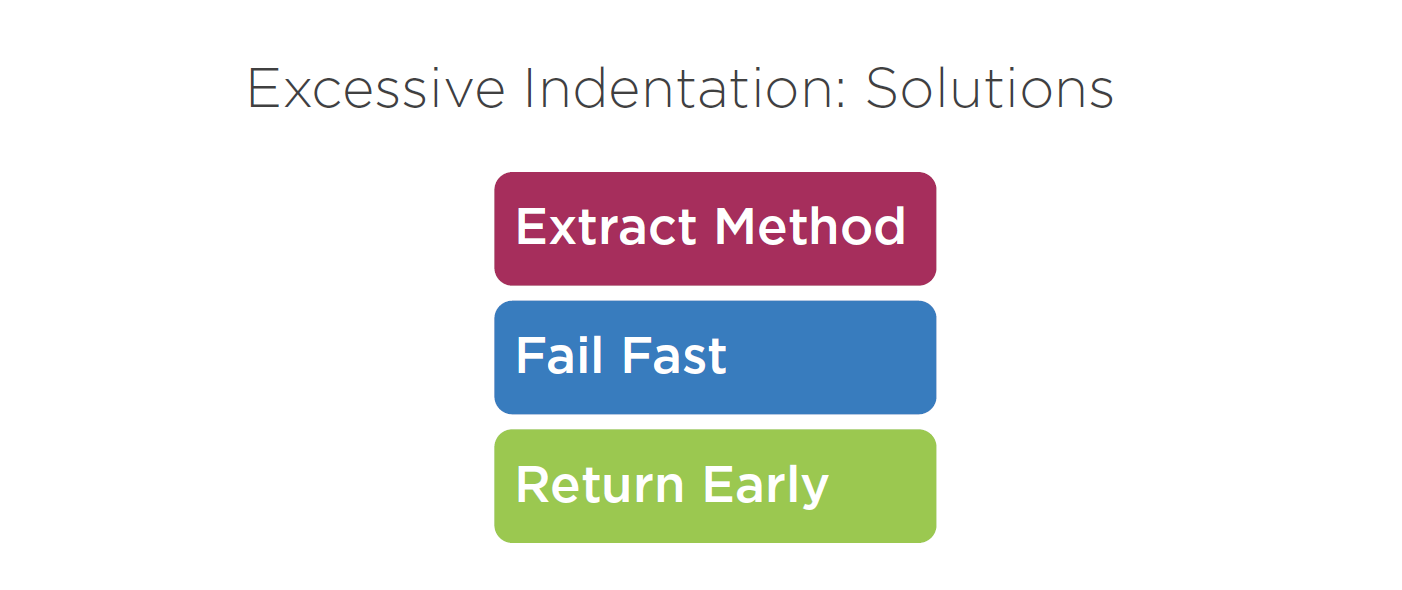 Excessive Indentation: Solutions
Extract Method
Fail Fast
Return Early